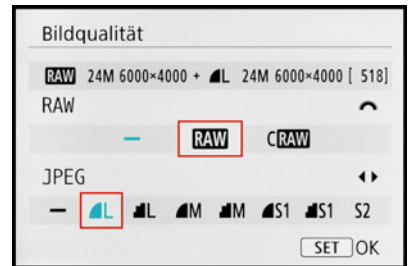 Bildqualität
RAW 24M 6000×4000 + L 24M 6000×4000 [ 518]
RAW
– RAW CRAW
JPEG
– L L M M S1 S1 S2
SET OK